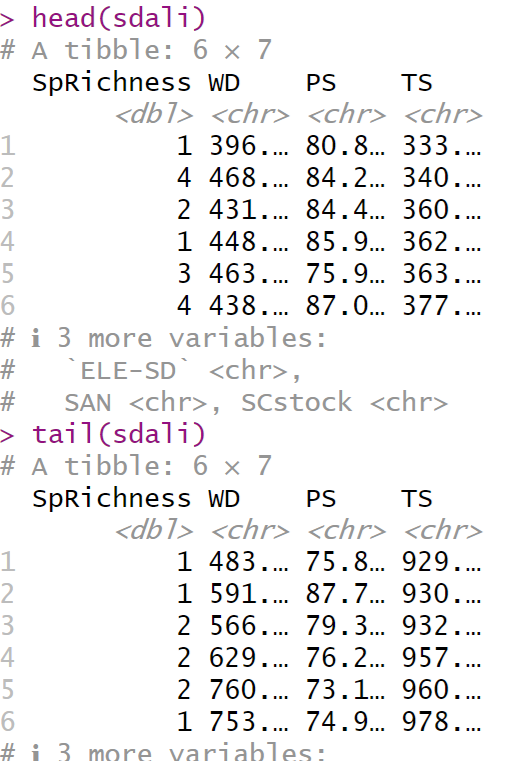 > head(sdali)
# A tibble: 6 × 7
  SpRichness WD    PS    TS
       <dbl> <chr> <chr> <chr>
1          1 396.… 80.8… 333.…
2          4 468.… 84.2… 340.…
3          2 431.… 84.4… 360.…
4          1 448.… 85.9… 362.…
5          3 463.… 75.9… 363.…
6          4 438.… 87.0… 377.…
# ℹ 3 more variables:
#   `ELE-SD` <chr>,
#   SAN <chr>, SCstock <chr>
> tail(sdali)
# A tibble: 6 × 7
  SpRichness WD    PS    TS
       <dbl> <chr> <chr> <chr>
1          1 483.… 75.8… 929.…
2          1 591.… 87.7… 930.…
3          2 566.… 79.3… 932.…
4          2 629.… 76.2… 957.…
5          2 760.… 73.1… 960.…
6          1 753.… 74.9… 978.…
# ℹ 3 more variables: